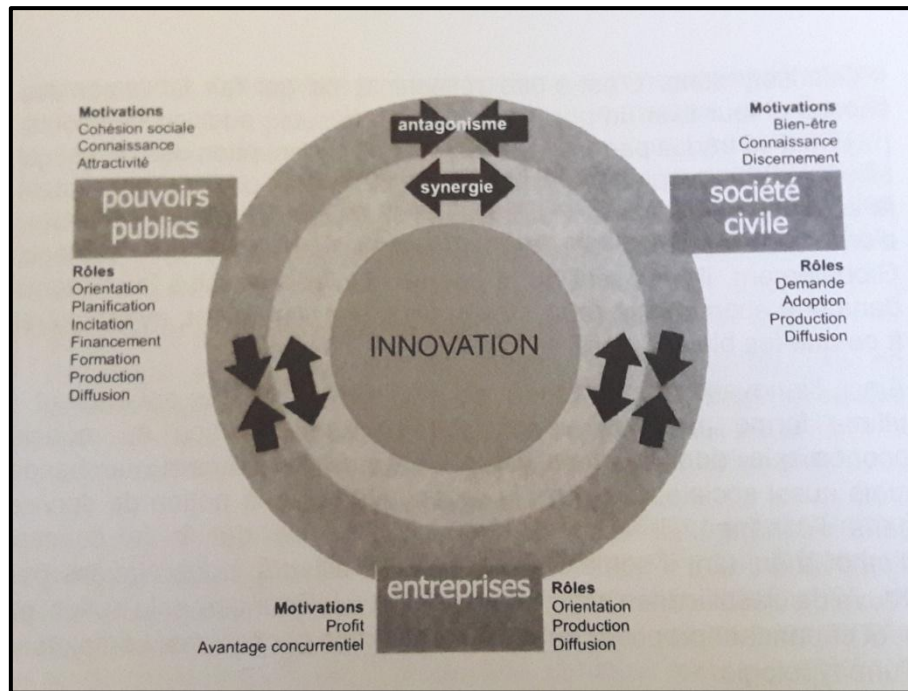 Motivations
Cohésion sociale
Connaissance
Attractivité
pouvoirs
publics
Rôles
Orientation
Planification
Incitation
Financement
Formation
Production
Diffusion
antagonisme
synergie
INNOVATION
Motivations
Bien-être
Connaissance
Discernement
société
civile
Rôles
Demande
Adoption
Production
Diffusion
Motivations
Profit
Avantage concurrentiel
entreprises
Rôles
Orientation
Production
Diffusion